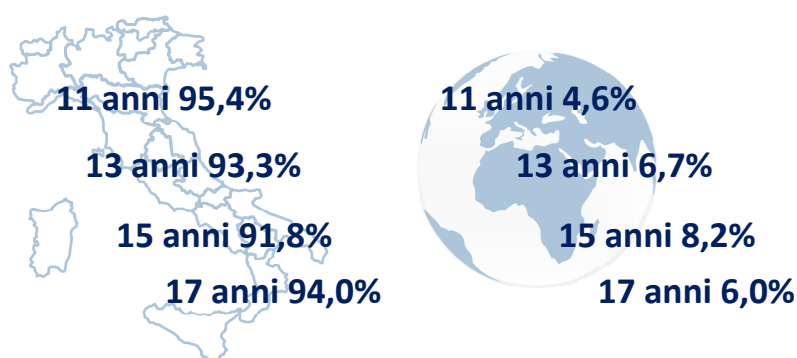 11 anni 95,4%
13 anni 93,3%
15 anni 91,8%
17 anni 94,0%
11 anni 4,6%
13 anni 6,7%
15 anni 8,2%
17 anni 6,0%